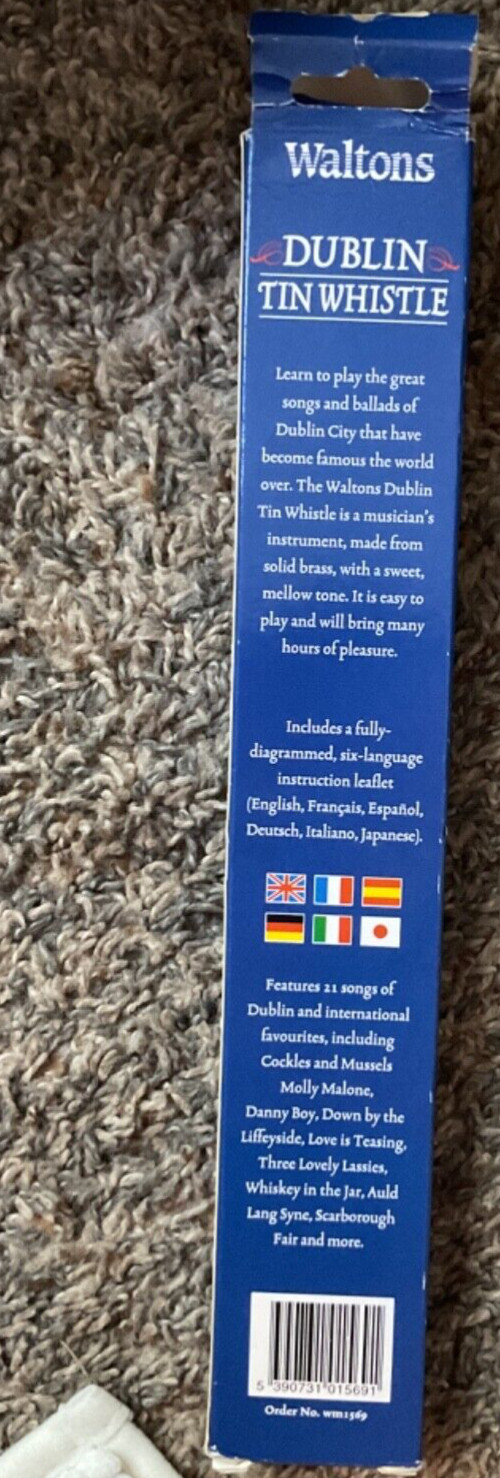 Waltons
DUBLIN
TIN WHISTLE
Learn to play the great
songs and ballads of
Dublin City that have
become famous the world
over. The Waltons Dublin
Tin Whistle is a musician's
instrument, made from
solid brass, with a sweet,
mellow tone. It is easy to
play and will bring many
hours of pleasure.
Includes a fully-
diagrammed, six-language
instruction leaflet
(English, Français, Español,
Deutsch, Italiano, Japanese).
Features 21 songs of
Dublin and international
favourites, including
Cockles and Mussels
Molly Malone,
Danny Boy, Down by the
Liffeyside, Love is Teasing,
Three Lovely Lassies,
Whiskey in the Jar, Auld
Lang Syne, Scarborough
Fair and more.
5 390731 015691
Order No. wm1569